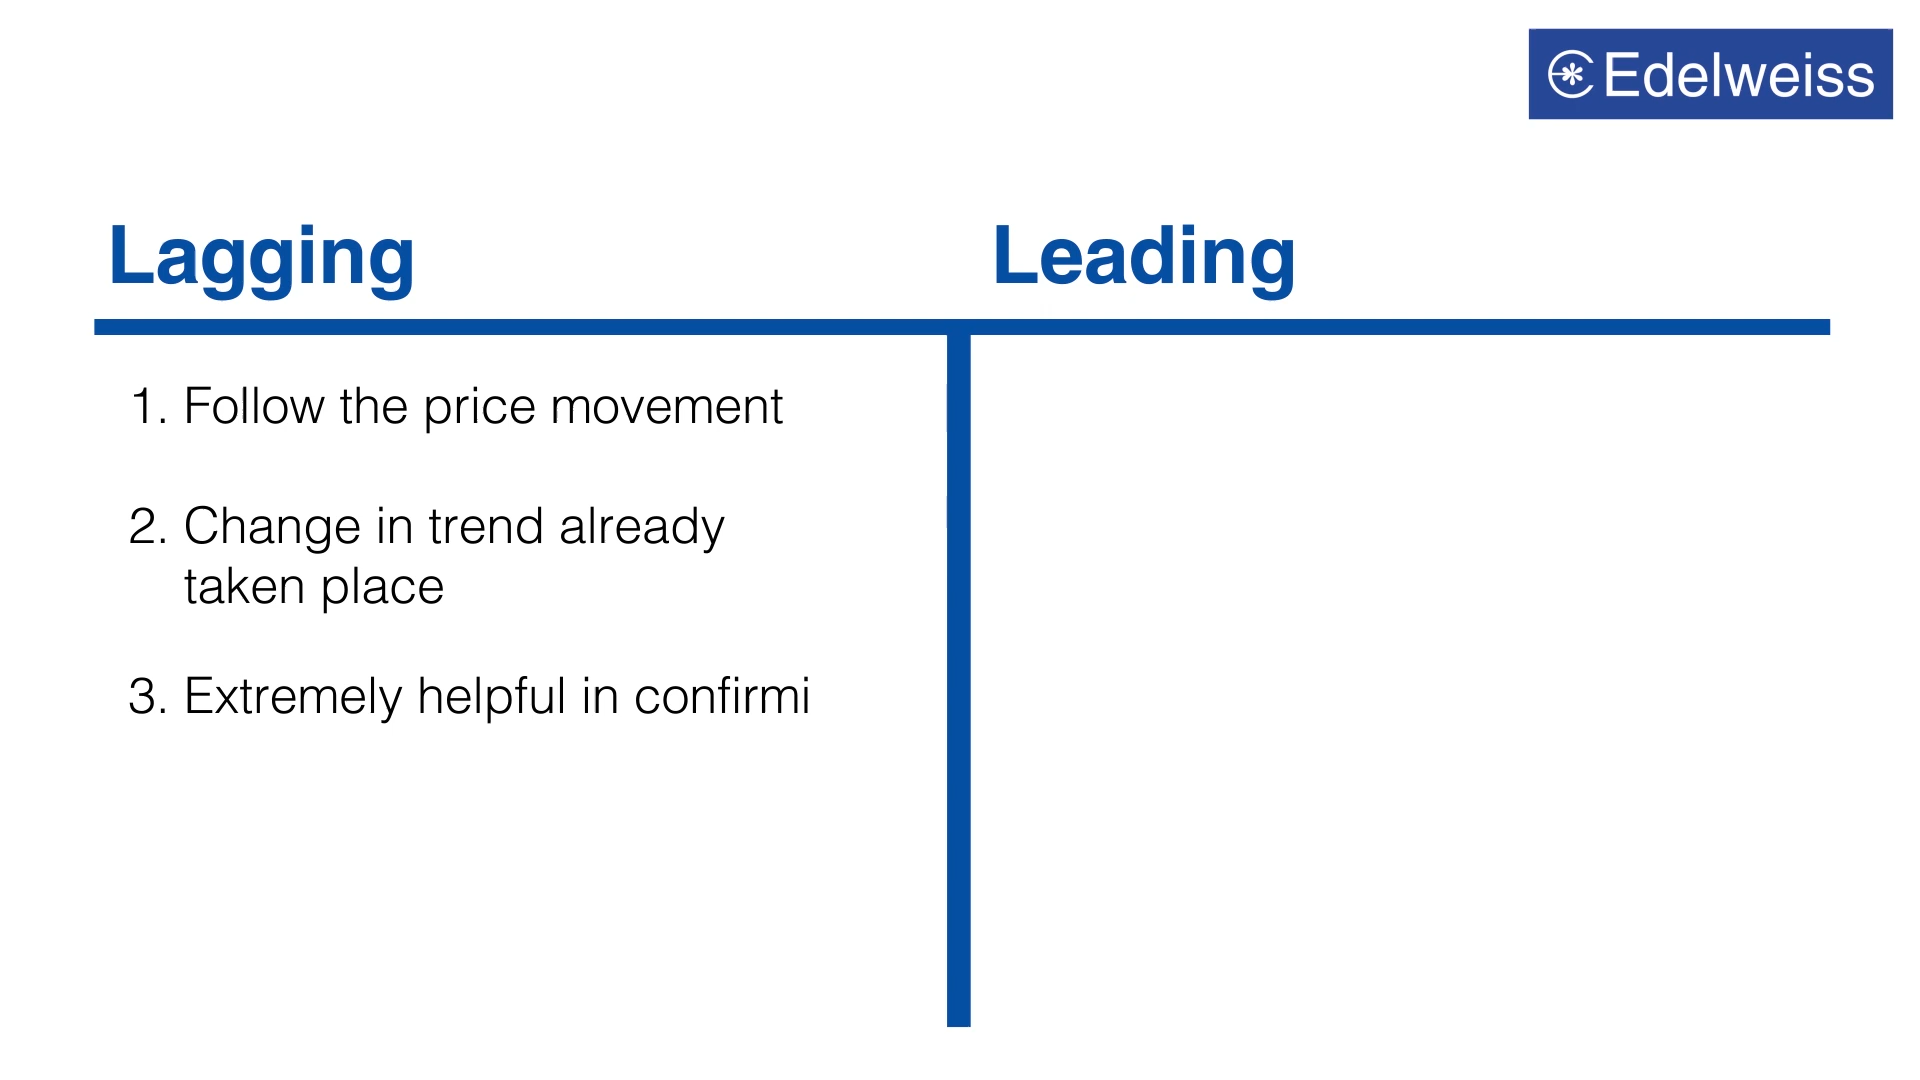 Edelweiss
Lagging
Leading
1. Follow the price movement
2. Change in trend already
taken place
3. Extremely helpful in confirmi